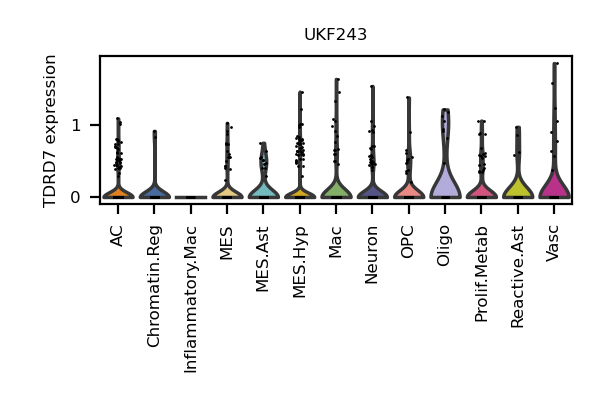 UKF243
TDRD7 expression
1
0
AC
Chromatin.Reg
Inflammatory.Mac
MES
MES.Ast
MES.Hyp
Mac
Neuron
OPC
Oligo
Prolif.Metab
Reactive.Ast
Vasc